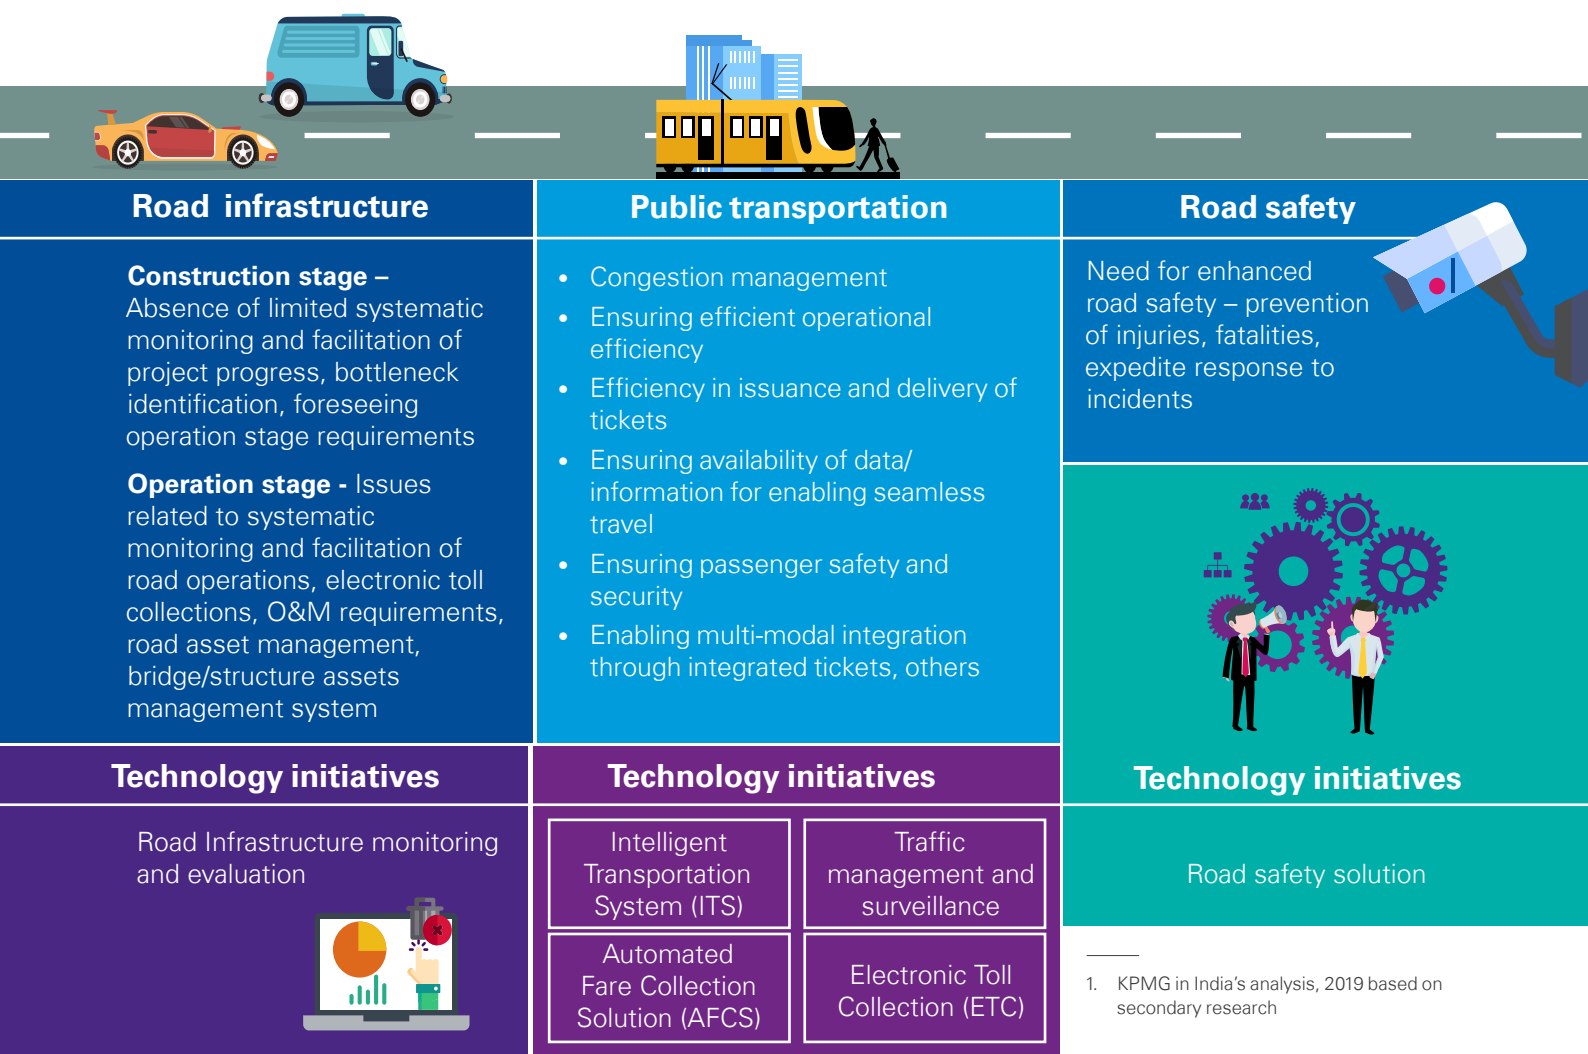 Road infrastructure
Construction stage –
Absence of limited systematic
monitoring and facilitation of
project progress, bottleneck
identification, foreseeing
operation stage requirements
Operation stage - Issues
related to systematic
monitoring and facilitation of
road operations, electronic toll
collections, O&M requirements,
road asset management,
bridge/structure assets
management system
Technology initiatives
Road Infrastructure monitoring
and evaluation
Public transportation
• Congestion management
• Ensuring efficient operational
efficiency
• Efficiency in issuance and delivery of
tickets
• Ensuring availability of data/
information for enabling seamless
travel
• Ensuring passenger safety and
security
• Enabling multi-modal integration
through integrated tickets, others
Technology initiatives
Intelligent
Transportation
System (ITS)
Traffic
management and
surveillance
Automated
Fare Collection
Solution (AFCS)
Electronic Toll
Collection (ETC)
Road safety
Need for enhanced
road safety – prevention
of injuries, fatalities,
expedite response to
incidents
Technology initiatives
Road safety solution
1. KPMG in India's analysis, 2019 based on
secondary research